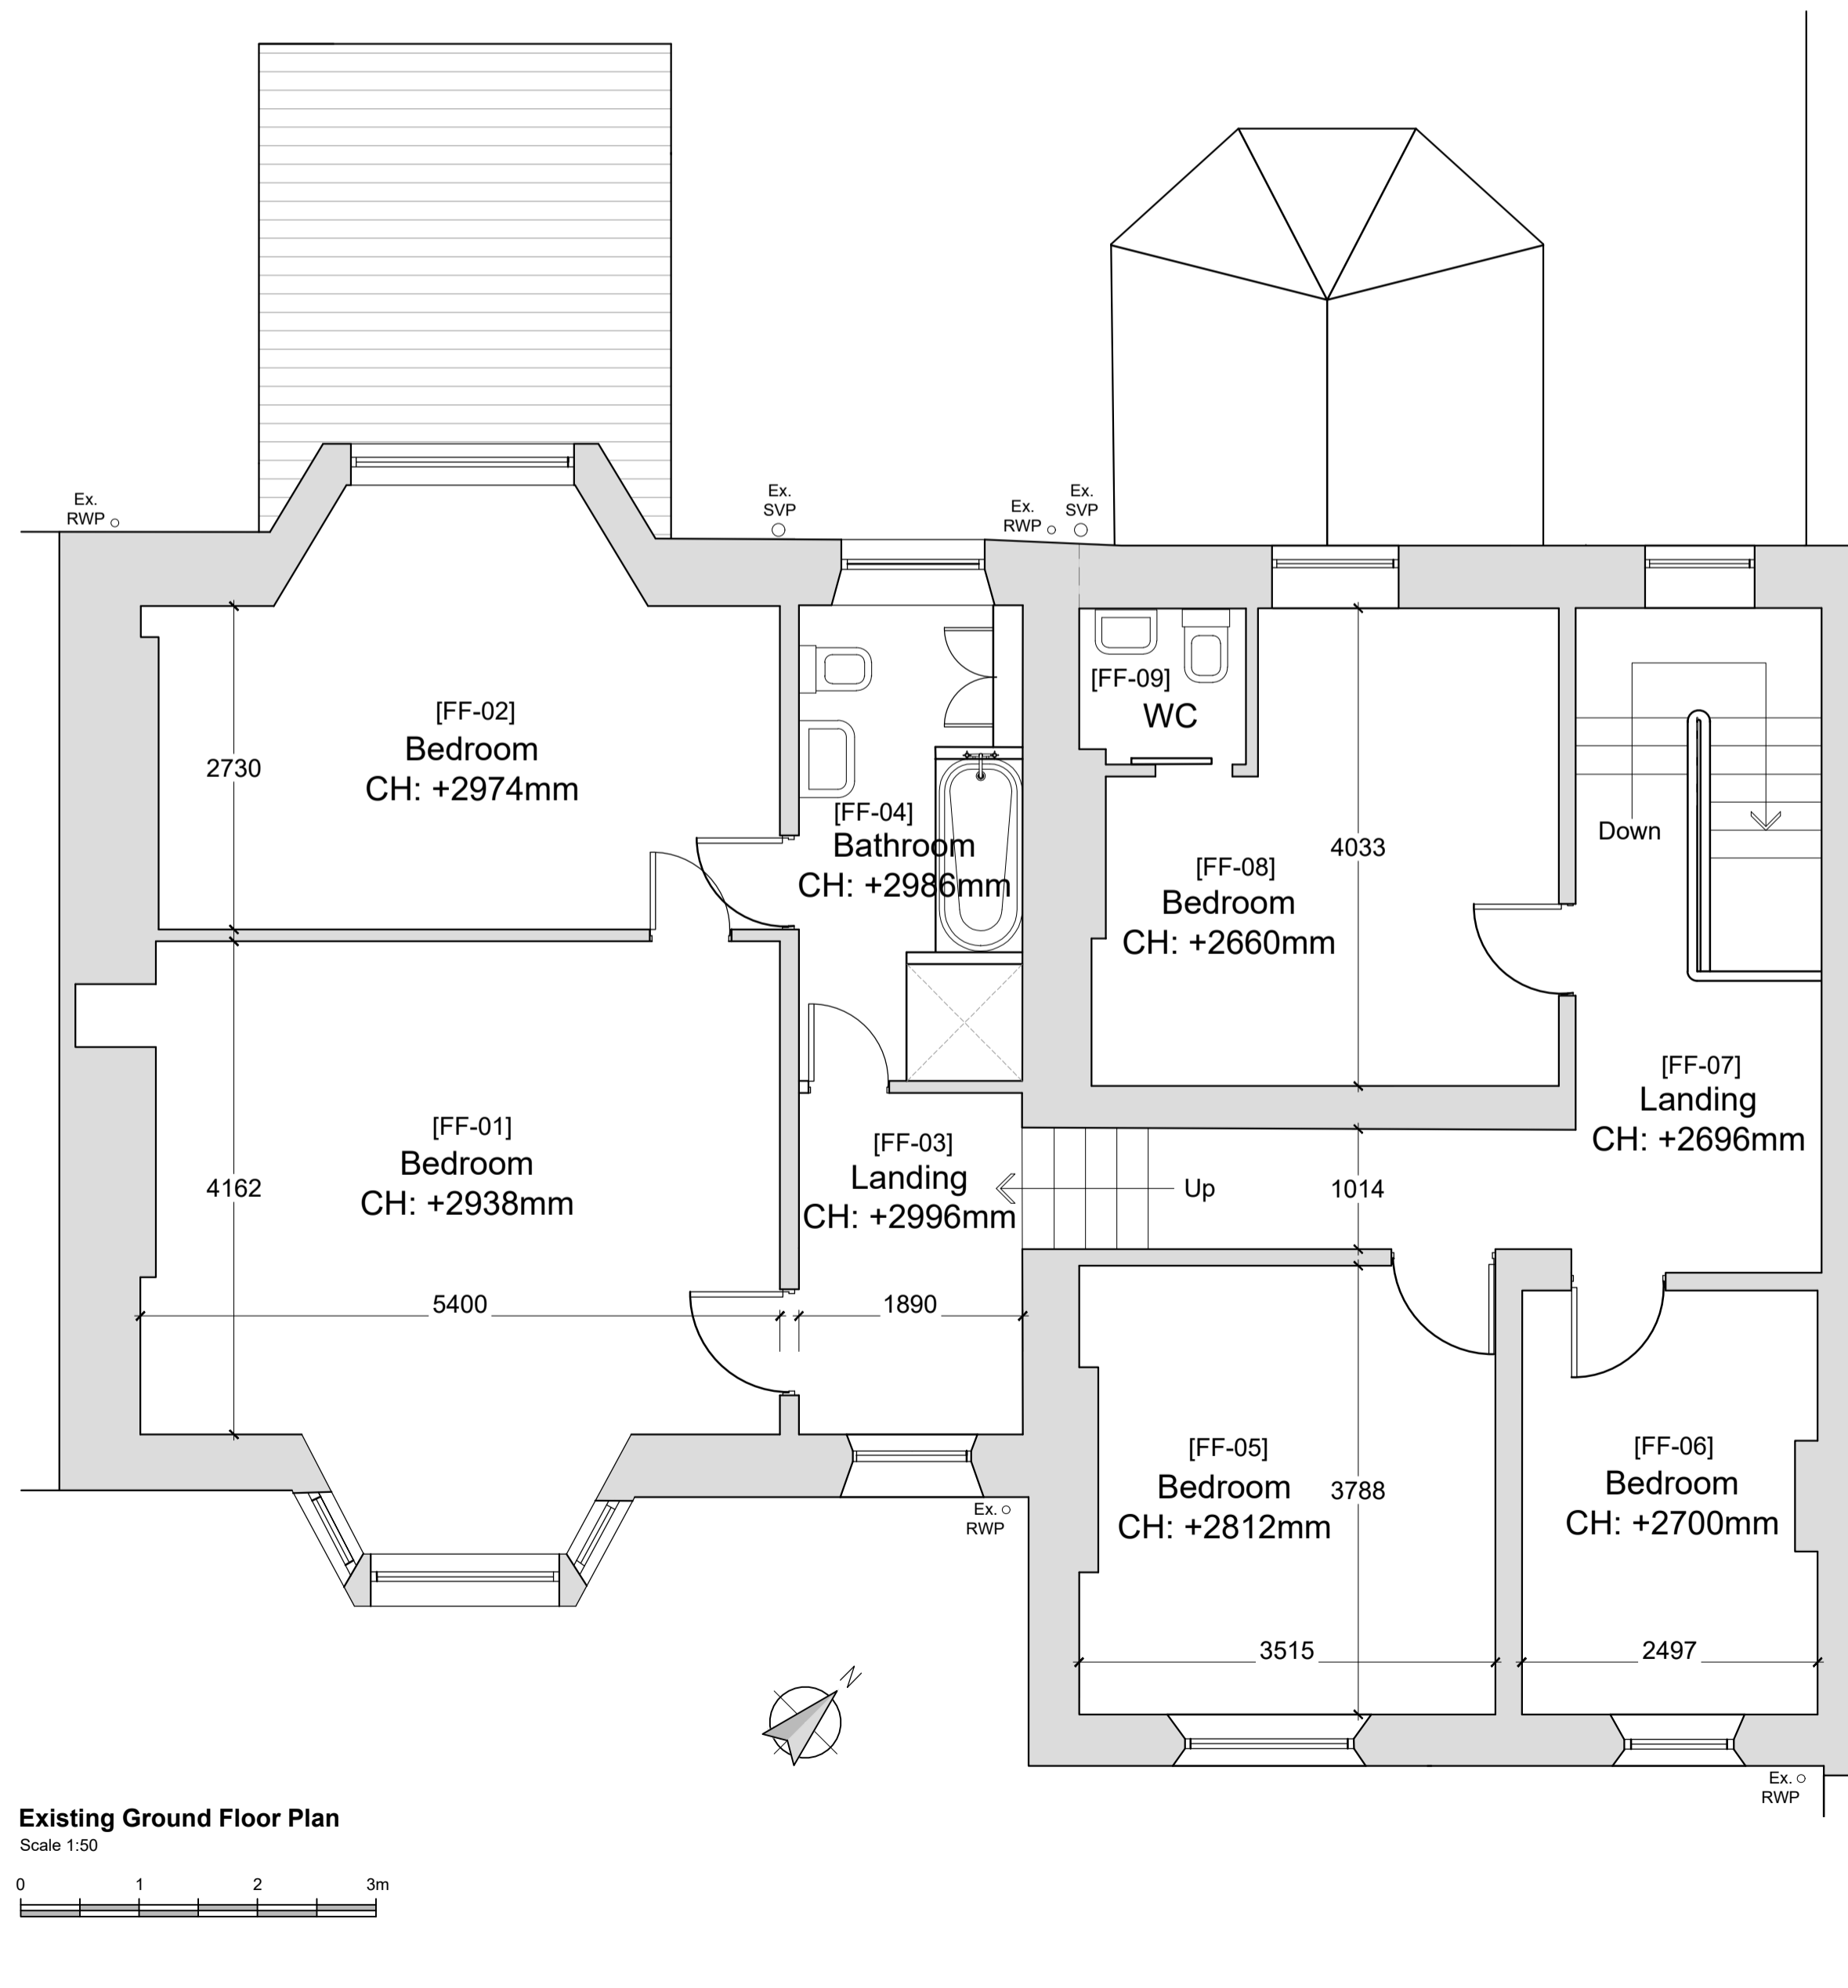 Ex.
RWP
Ex.
SVP
Ex.
RWP
Ex.
SVP
[FF-02]
Bedroom
CH: +2974mm
2730
[FF-04]
Bathroom
CH: +2986mm
[FF-09]
WC
[FF-08]
Bedroom
CH: +2660mm
4033
Down
[FF-07]
Landing
CH: +2696mm
[FF-01]
Bedroom
CH: +2938mm
4162
5400
[FF-03]
Landing
CH: +2996mm
1890
Up
1014
[FF-05]
Bedroom
CH: +2812mm
3788
3515
[FF-06]
Bedroom
CH: +2700mm
2497
Ex.
RWP
N
Ex.
RWP
Existing Ground Floor Plan
Scale 1:50
0 1 2 3m